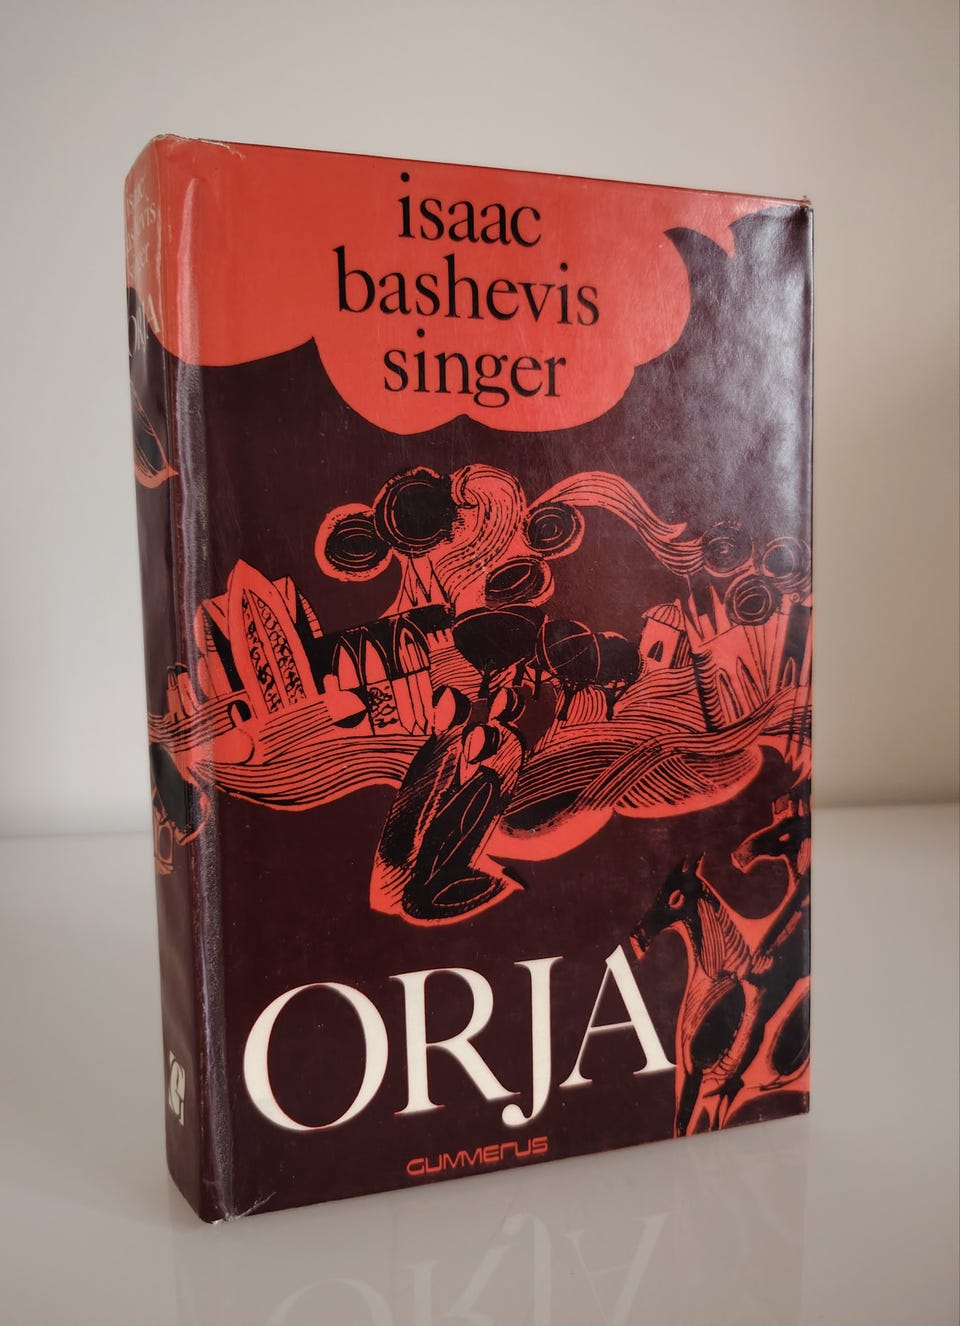 isaac
bashevis
singer
ORJA
GUMMERUS